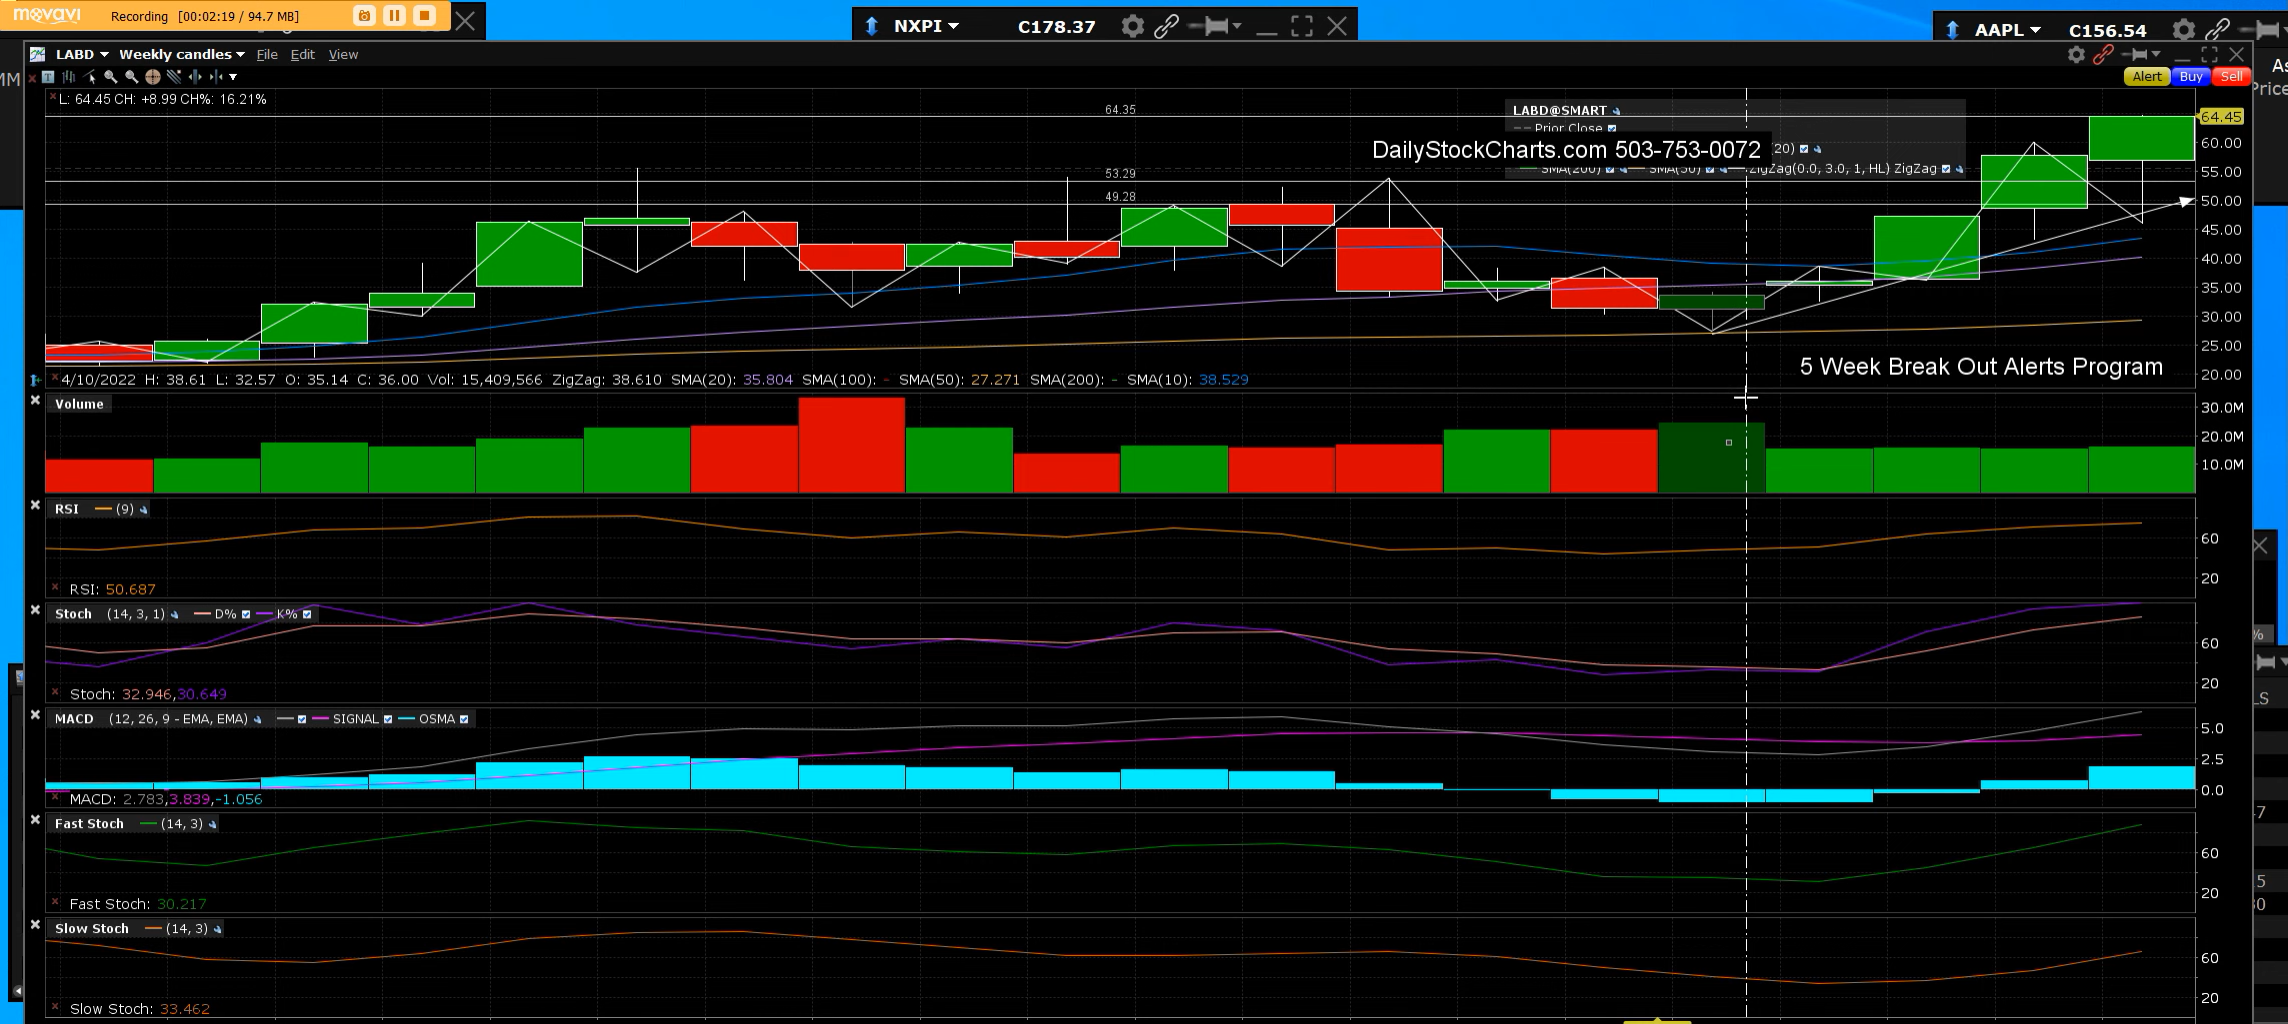 movavi Recording [00:02:19 / 94.7 MB]
NXPI C178.37
AAPL C156.54
LABD Weekly candles File Edit View
Alert Buy Sell
L: 64.45 CH: +8.99 CH%: 16.21%
64.35
LABD@SMART
64.45
Prior Close
60.00
DailyStockCharts.com 503-753-0072
20)
SMA(200) SMA(50) ZigZag(0.0, 3.0, 1, HL) ZigZag
53.29
55.00
49.28
50.00
45.00
40.00
35.00
30.00
25.00
5 Week Break Out Alerts Program
20.00
4/10/2022 H: 38.61 L: 32.57 O: 35.14 C: 36.00 Vol: 15,409,566 ZigZag: 38.610 SMA(20): 35.804 SMA(100): - SMA(50): 27.271 SMA(200): - SMA(10): 38.529
Volume
30.0M
20.0M
10.0M
RSI (9)
60
20
RSI: 50.687
Stoch (14, 3, 1) D% K%
60
20
Stoch: 32.946,30.649
MACD (12, 26, 9 - EMA, EMA) SIGNAL OSMA
5.0
2.5
0.0
MACD: 2.783,3.839,-1.056
Fast Stoch (14, 3)
60
20
Fast Stoch: 30.217
Slow Stoch (14, 3)
60
20
Slow Stoch: 33.462